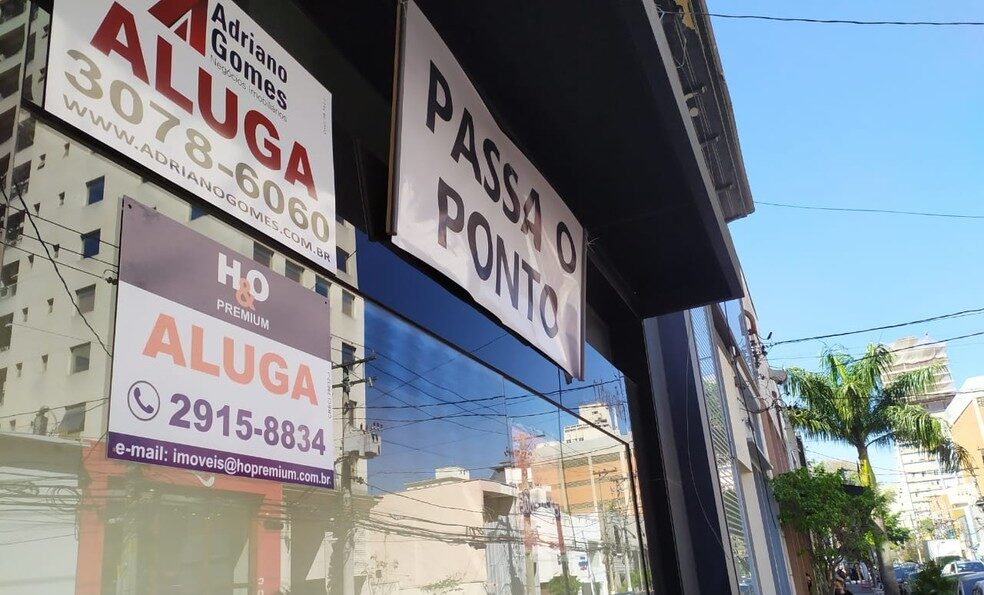 Adriano
Gomes
Negócios Imobiliários
ALUGA
3078-6060
WWW.ADRIANOGOMES.COM.BR
H&O
PREMIUM
ALUGA
2915-8834
e-mail: imoveis@hopremium.com.br
PASSA O
PONTO